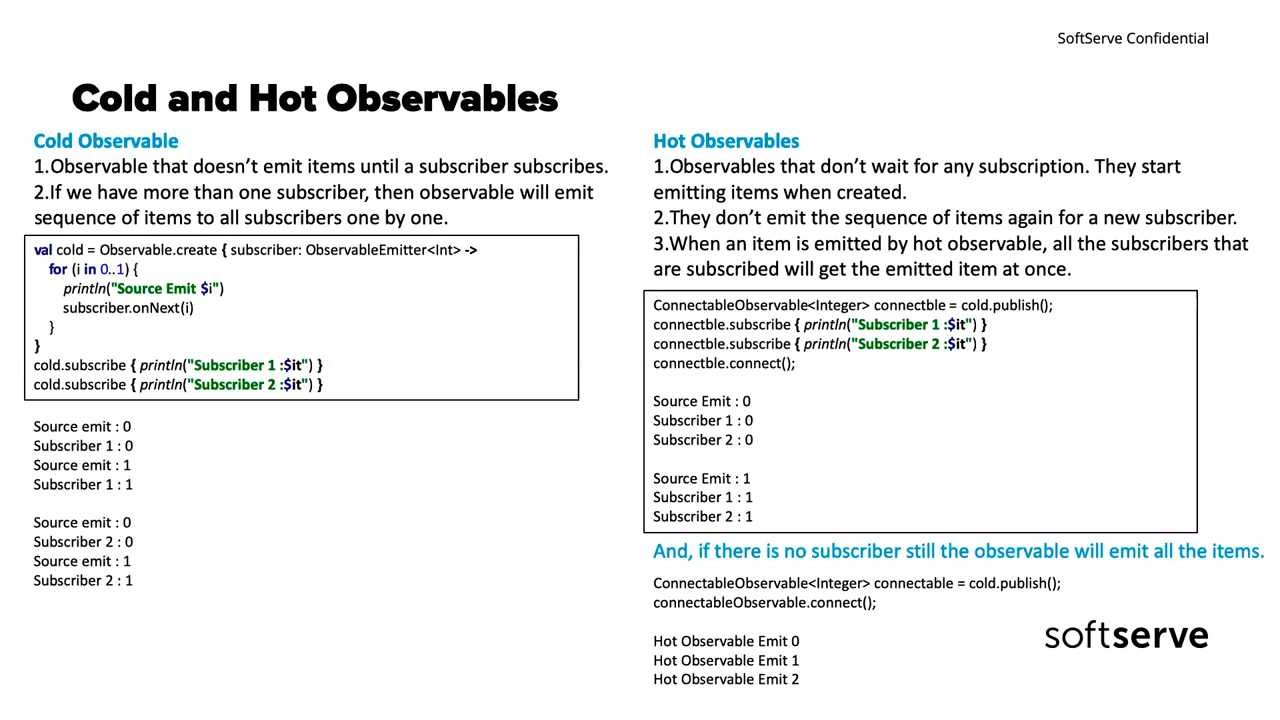 SoftServe Confidential
Cold and Hot Observables
Cold Observable
1.Observable that doesn’t emit items until a subscriber subscribes.
2.If we have more than one subscriber, then observable will emit
sequence of items to all subscribers one by one.
val cold = Observable.create { subscriber: ObservableEmitter<Int> ->
for (i in 0..1) {
println("Source Emit $i")
subscriber.onNext(i)
}
}
cold.subscribe { println("Subscriber 1 :$it") }
cold.subscribe { println("Subscriber 2 :$it") }
Source emit : 0
Subscriber 1 : 0
Source emit : 1
Subscriber 1 : 1
Source emit : 0
Subscriber 2 : 0
Source emit : 1
Subscriber 2 : 1
Hot Observables
1.Observables that don’t wait for any subscription. They start
emitting items when created.
2.They don’t emit the sequence of items again for a new subscriber.
3.When an item is emitted by hot observable, all the subscribers that
are subscribed will get the emitted item at once.
ConnectableObservable<Integer> connectble = cold.publish();
connectble.subscribe { println("Subscriber 1 :$it") }
connectble.subscribe { println("Subscriber 2 :$it") }
connectble.connect();
Source Emit : 0
Subscriber 1 : 0
Subscriber 2 : 0
Source Emit : 1
Subscriber 1 : 1
Subscriber 2 : 1
And, if there is no subscriber still the observable will emit all the items.
ConnectableObservable<Integer> connectable = cold.publish();
connectableObservable.connect();
Hot Observable Emit 0
Hot Observable Emit 1
Hot Observable Emit 2
softserve